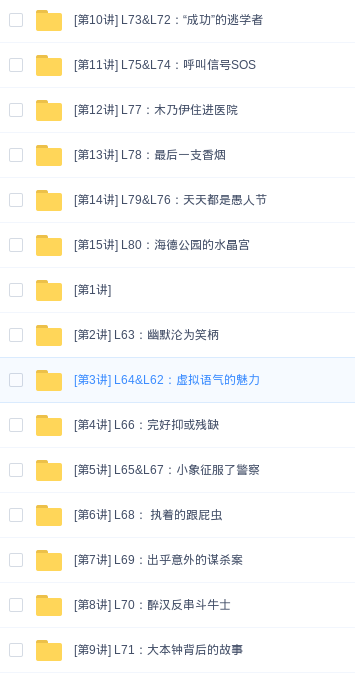 [第10讲] L73&L72：“成功”的逃学者
[第11讲] L75&L74：呼叫信号SOS
[第12讲] L77：木乃伊住进医院
[第13讲] L78：最后一支香烟
[第14讲] L79&L76：天天都是愚人节
[第15讲] L80：海德公园的水晶宫
[第1讲]
[第2讲] L63：幽默沦为笑柄
[第3讲] L64&L62：虚拟语气的魅力
[第4讲] L66：完好抑或残缺
[第5讲] L65&L67：小象征服了警察
[第6讲] L68： 执着的跟屁虫
[第7讲] L69：出乎意外的谋杀案
[第8讲] L70：醉汉反串斗牛士
[第9讲] L71：大本钟背后的故事